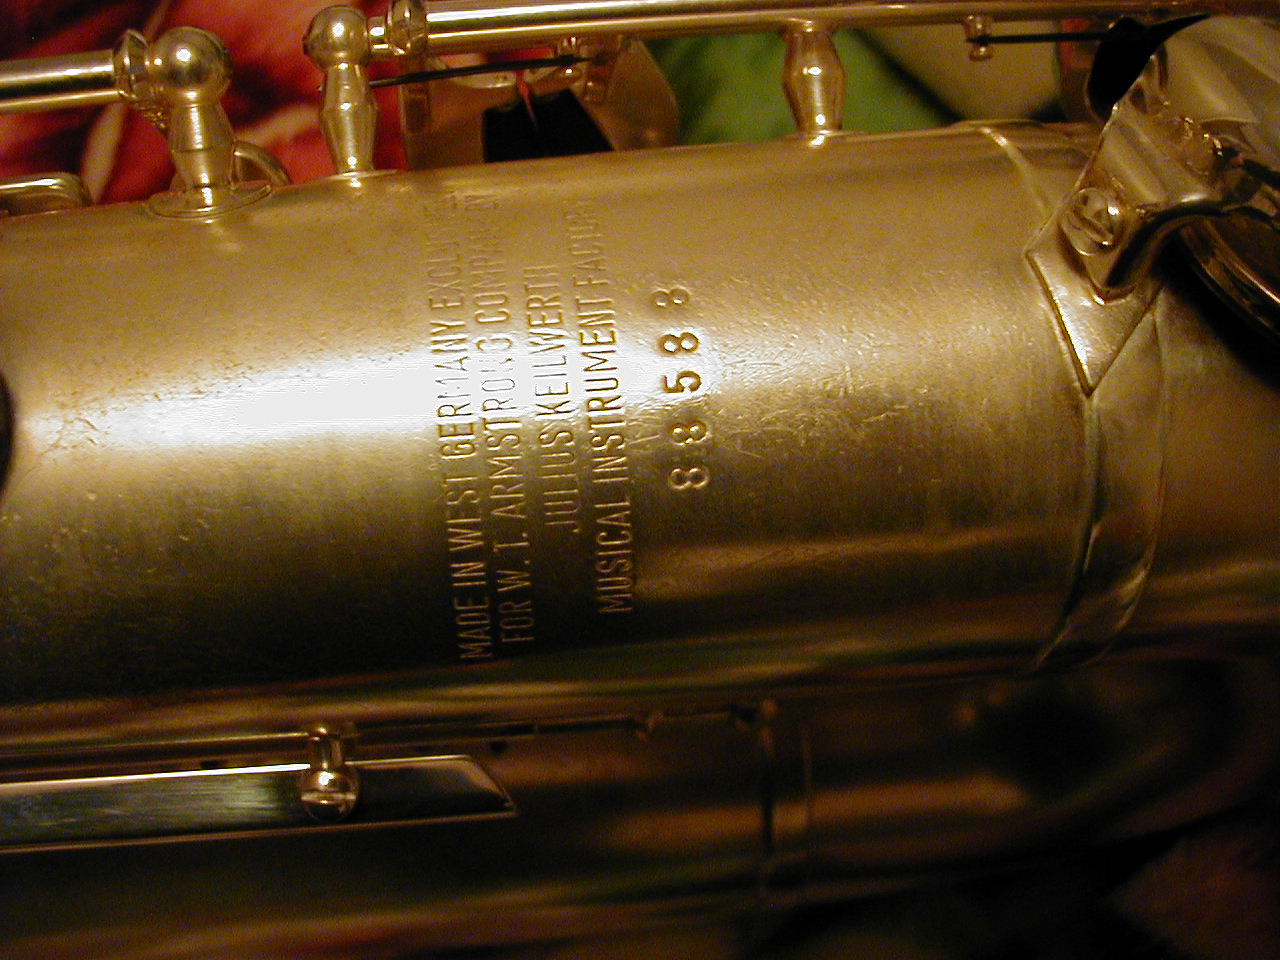 MADE IN WEST GERMANY EXCLUSIVELY
FOR W. T. ARMSTRONG COMPANY BY
JULIUS KEILWERTH
MUSICAL INSTRUMENT FACTORY
88588